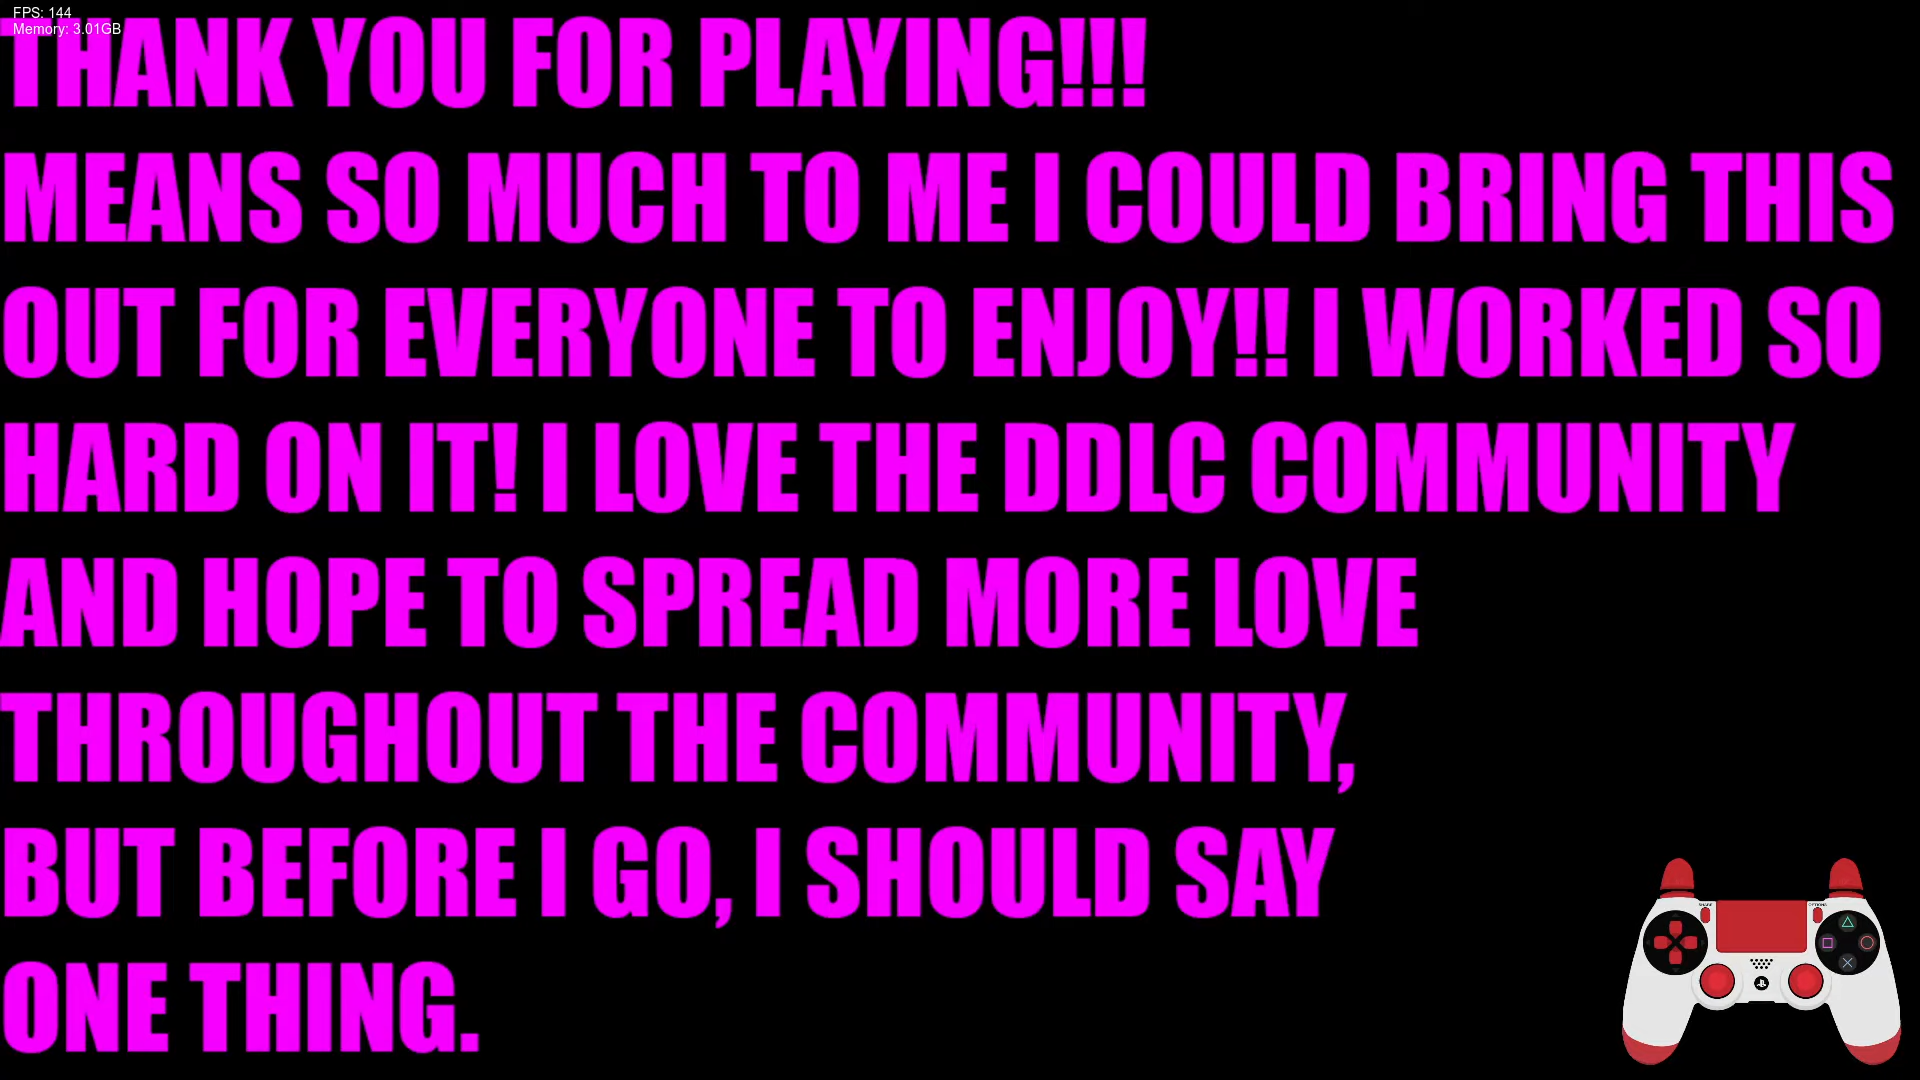 FPS: 144
Memory: 3.01GB
THANK YOU FOR PLAYING!!!
MEANS SO MUCH TO ME I COULD BRING THIS
OUT FOR EVERYONE TO ENJOY!! I WORKED SO
HARD ON IT! I LOVE THE DDLC COMMUNITY
AND HOPE TO SPREAD MORE LOVE
THROUGHOUT THE COMMUNITY,
BUT BEFORE I GO, I SHOULD SAY
ONE THING.
SHARE
OPTIONS